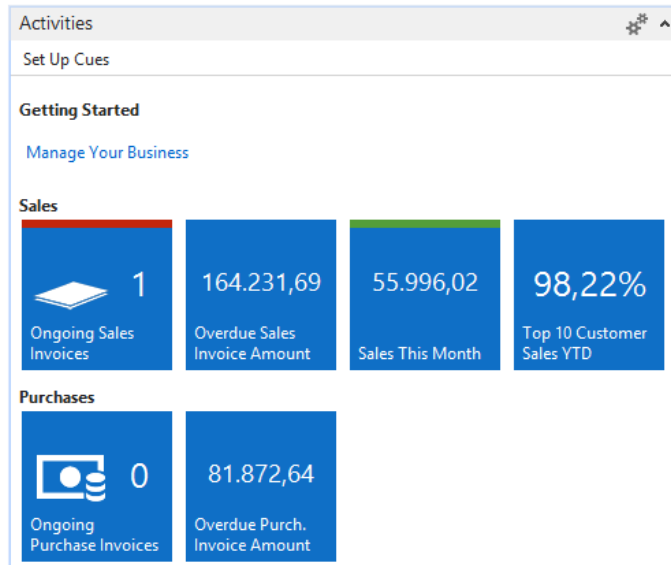 Activities
Set Up Cues
Getting Started
Manage Your Business
Sales
1
Ongoing Sales
Invoices
164.231,69
Overdue Sales
Invoice Amount
55.996,02
Sales This Month
98,22%
Top 10 Customer
Sales YTD
Purchases
0
Ongoing
Purchase Invoices
81.872,64
Overdue Purch.
Invoice Amount